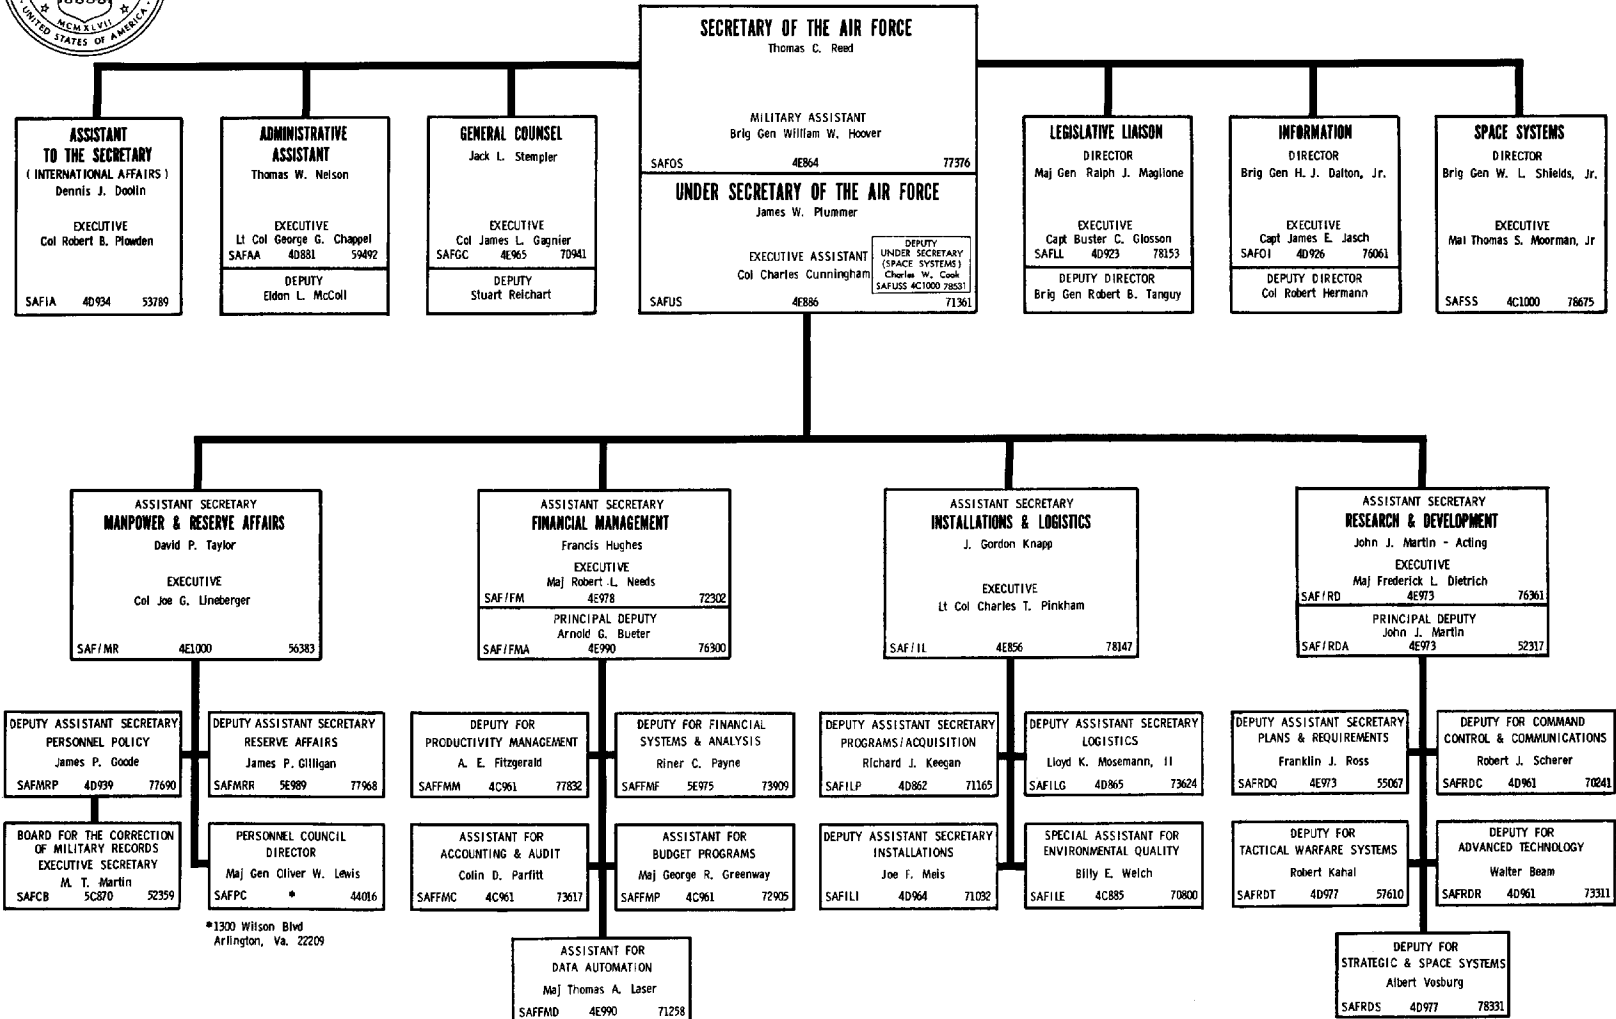 MCMXLVII
UNITED STATES OF AMERICA
SECRETARY OF THE AIR FORCE
Thomas C. Reed
MILITARY ASSISTANT
Brig Gen William W. Hoover
SAFOS 4E864 77376
UNDER SECRETARY OF THE AIR FORCE
James W. Plummer
EXECUTIVE ASSISTANT
Col Charles Cunningham
DEPUTY
UNDER SECRETARY
(SPACE SYSTEMS)
Charles W. Cook
SAFUSS 4C1000 78531
SAFUS 4E886 71361
ASSISTANT
TO THE SECRETARY
(INTERNATIONAL AFFAIRS)
Dennis J. Doolin
EXECUTIVE
Col Robert B. Plowden
SAFIA 4D934 53789
ADMINISTRATIVE
ASSISTANT
Thomas W. Nelson
EXECUTIVE
Lt Col George G. Chappel
SAFAA 4D881 59492
DEPUTY
Eldon L. McColl
GENERAL COUNSEL
Jack L. Stempler
EXECUTIVE
Col James L. Gagnier
SAFGC 4E965 70941
DEPUTY
Stuart Reichart
LEGISLATIVE LIAISON
DIRECTOR
Maj Gen Ralph J. Maglione
EXECUTIVE
Capt Buster C. Glosson
SAFLL 4D923 78153
DEPUTY DIRECTOR
Brig Gen Robert B. Tanguy
INFORMATION
DIRECTOR
Brig Gen H. J. Dalton, Jr.
EXECUTIVE
Capt James E. Jasch
SAFOI 4D926 76061
DEPUTY DIRECTOR
Col Robert Hermann
SPACE SYSTEMS
DIRECTOR
Brig Gen W. L. Shields, Jr.
EXECUTIVE
Maj Thomas S. Moorman, Jr
SAFSS 4C1000 78675
ASSISTANT SECRETARY
MANPOWER & RESERVE AFFAIRS
David P. Taylor
EXECUTIVE
Col Joe G. Lineberger
SAF/MR 4E1000 56383
DEPUTY ASSISTANT SECRETARY
PERSONNEL POLICY
James P. Goode
SAFMRP 4D939 77690
DEPUTY ASSISTANT SECRETARY
RESERVE AFFAIRS
James P. Gilligan
SAFMRR 5E989 77968
BOARD FOR THE CORRECTION
OF MILITARY RECORDS
EXECUTIVE SECRETARY
M. T. Martin
SAFCB 5C870 52359
PERSONNEL COUNCIL
DIRECTOR
Maj Gen Oliver W. Lewis
SAFPC * 44016
*1300 Wilson Blvd
Arlington, Va. 22209
ASSISTANT SECRETARY
FINANCIAL MANAGEMENT
Francis Hughes
EXECUTIVE
Maj Robert L. Needs
SAF/FM 4E978 72302
PRINCIPAL DEPUTY
Arnold G. Bueter
SAF/FMA 4E990 76300
DEPUTY FOR
PRODUCTIVITY MANAGEMENT
A. E. Fitzgerald
SAFFMM 4C961 77832
DEPUTY FOR FINANCIAL
SYSTEMS & ANALYSIS
Riner C. Payne
SAFFMF 5E975 73909
ASSISTANT FOR
ACCOUNTING & AUDIT
Colin D. Parfitt
SAFFMC 4C961 73617
ASSISTANT FOR
BUDGET PROGRAMS
Maj George R. Greenway
SAFFMP 4C961 72905
ASSISTANT FOR
DATA AUTOMATION
Maj Thomas A. Laser
SAFFMD 4E990 71258
ASSISTANT SECRETARY
INSTALLATIONS & LOGISTICS
J. Gordon Knapp
EXECUTIVE
Lt Col Charles T. Pinkham
SAF/IL 4E856 78147
DEPUTY ASSISTANT SECRETARY
PROGRAMS/ACQUISITION
Richard J. Keegan
SAFILP 4D862 71165
DEPUTY ASSISTANT SECRETARY
LOGISTICS
Lloyd K. Mosemann, II
SAFILG 4D865 73624
DEPUTY ASSISTANT SECRETARY
INSTALLATIONS
Joe F. Meis
SAFILI 4D964 71032
SPECIAL ASSISTANT FOR
ENVIRONMENTAL QUALITY
Billy E. Welch
SAFILE 4C885 70800
ASSISTANT SECRETARY
RESEARCH & DEVELOPMENT
John J. Martin - Acting
EXECUTIVE
Maj Frederick L. Dietrich
SAF/RD 4E973 76361
PRINCIPAL DEPUTY
John J. Martin
SAF/RDA 4E973 52317
DEPUTY ASSISTANT SECRETARY
PLANS & REQUIREMENTS
Franklin J. Ross
SAFRDQ 4E973 55067
DEPUTY FOR COMMAND
CONTROL & COMMUNICATIONS
Robert J. Scherer
SAFRDC 4D961 70241
DEPUTY FOR
TACTICAL WARFARE SYSTEMS
Robert Kahal
SAFRDT 4D977 57610
DEPUTY FOR
ADVANCED TECHNOLOGY
Walter Beam
SAFRDR 4D961 73311
DEPUTY FOR
STRATEGIC & SPACE SYSTEMS
Albert Vosburg
SAFRDS 4D977 78331